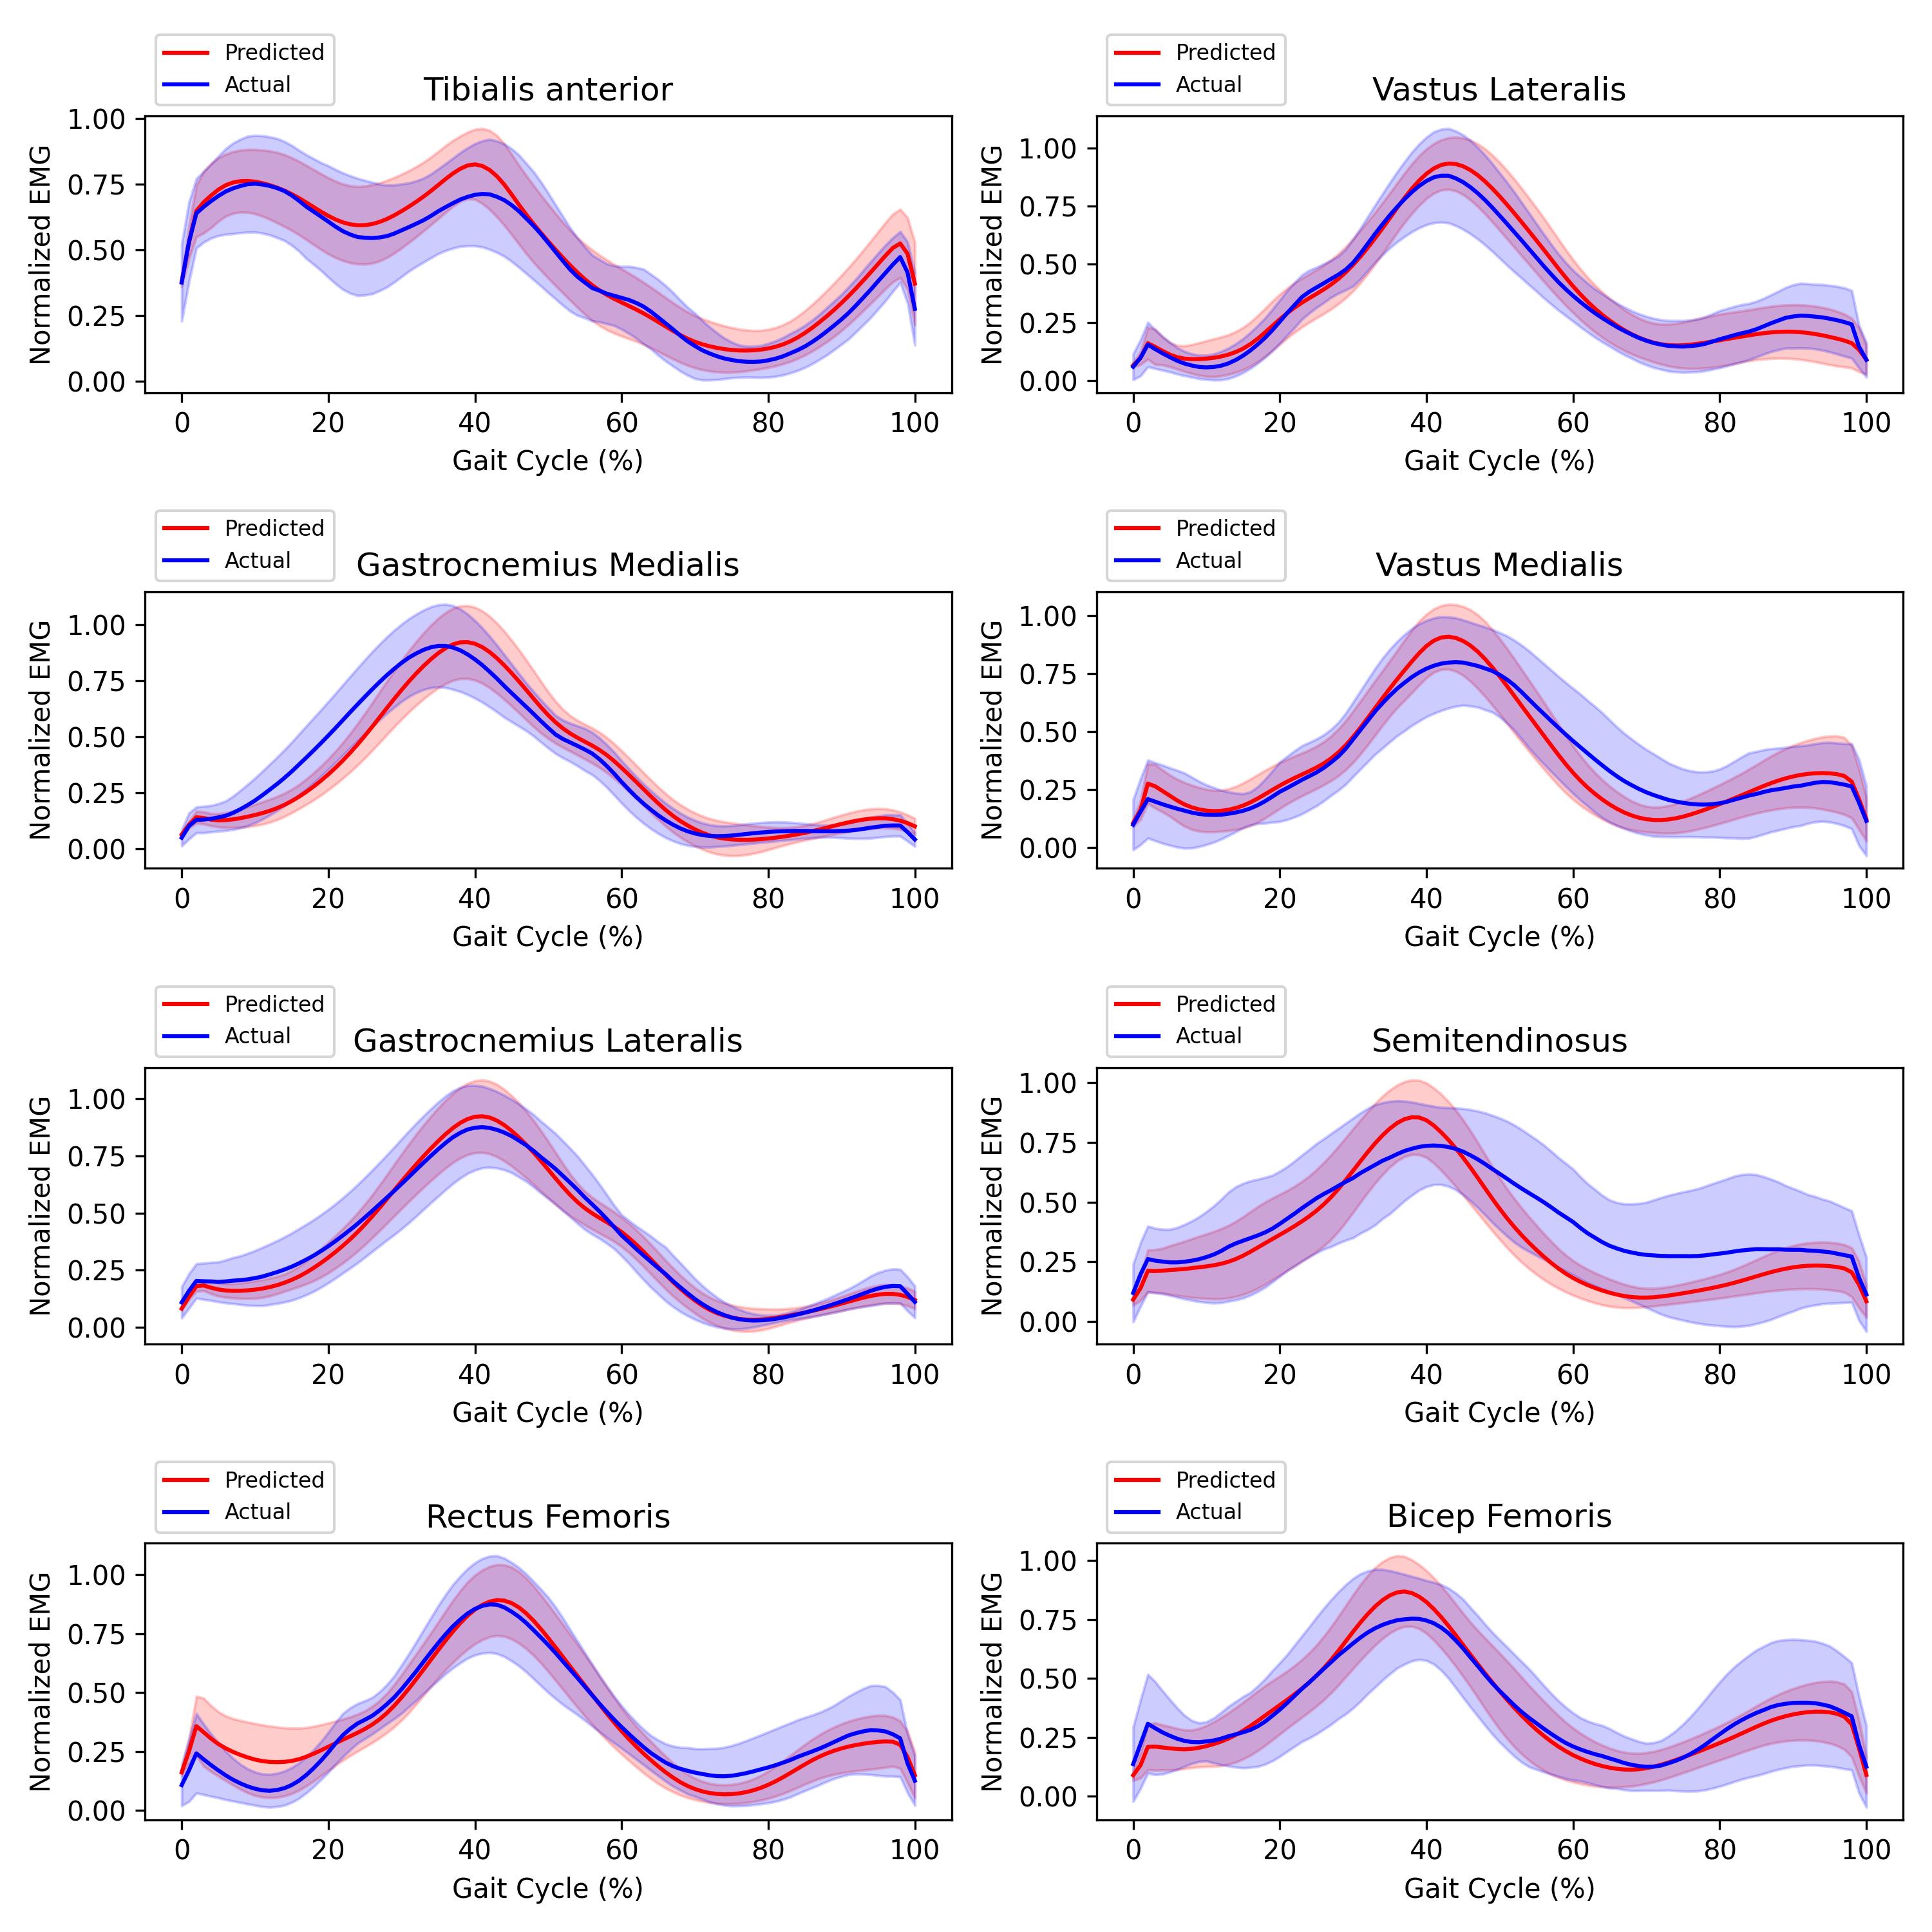 Predicted
Actual
Tibialis anterior
1.00
0.75
0.50
0.25
0.00
Normalized EMG
0 20 40 60 80 100
Gait Cycle (%)
Predicted
Actual
Vastus Lateralis
1.00
0.75
0.50
0.25
0.00
Normalized EMG
0 20 40 60 80 100
Gait Cycle (%)
Predicted
Actual
Gastrocnemius Medialis
1.00
0.75
0.50
0.25
0.00
Normalized EMG
0 20 40 60 80 100
Gait Cycle (%)
Predicted
Actual
Vastus Medialis
1.00
0.75
0.50
0.25
0.00
Normalized EMG
0 20 40 60 80 100
Gait Cycle (%)
Predicted
Actual
Gastrocnemius Lateralis
1.00
0.75
0.50
0.25
0.00
Normalized EMG
0 20 40 60 80 100
Gait Cycle (%)
Predicted
Actual
Semitendinosus
1.00
0.75
0.50
0.25
0.00
Normalized EMG
0 20 40 60 80 100
Gait Cycle (%)
Predicted
Actual
Rectus Femoris
1.00
0.75
0.50
0.25
0.00
Normalized EMG
0 20 40 60 80 100
Gait Cycle (%)
Predicted
Actual
Bicep Femoris
1.00
0.75
0.50
0.25
0.00
Normalized EMG
0 20 40 60 80 100
Gait Cycle (%)